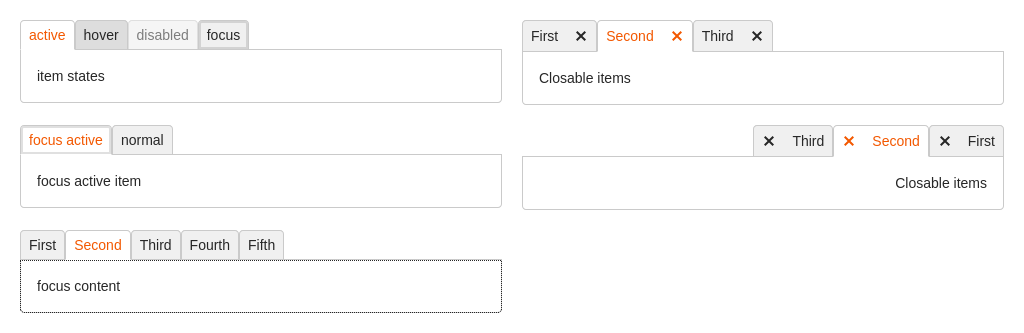 active hover disabled focus
item states
First ✕ Second ✕ Third ✕
Closable items
focus active normal
focus active item
✕ Third ✕ Second ✕ First
Closable items
First Second Third Fourth Fifth
focus content